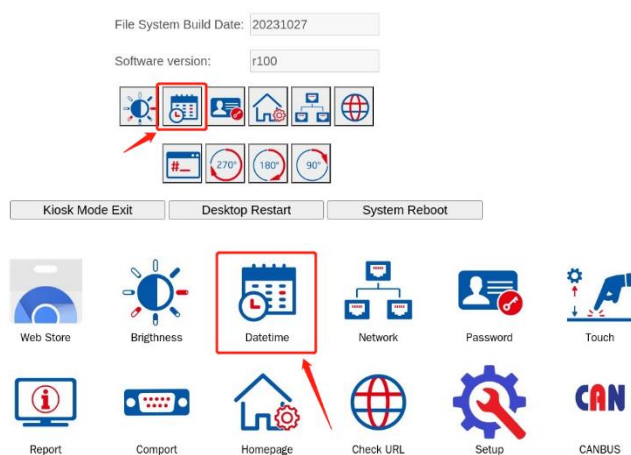 File System Build Date: 20231027
Software version: r100
#_ 270° 180° 90°
Kiosk Mode Exit Desktop Restart System Reboot
Web Store Brigthness Datetime Network Password Touch
CAN
Report Comport Homepage Check URL Setup CANBUS